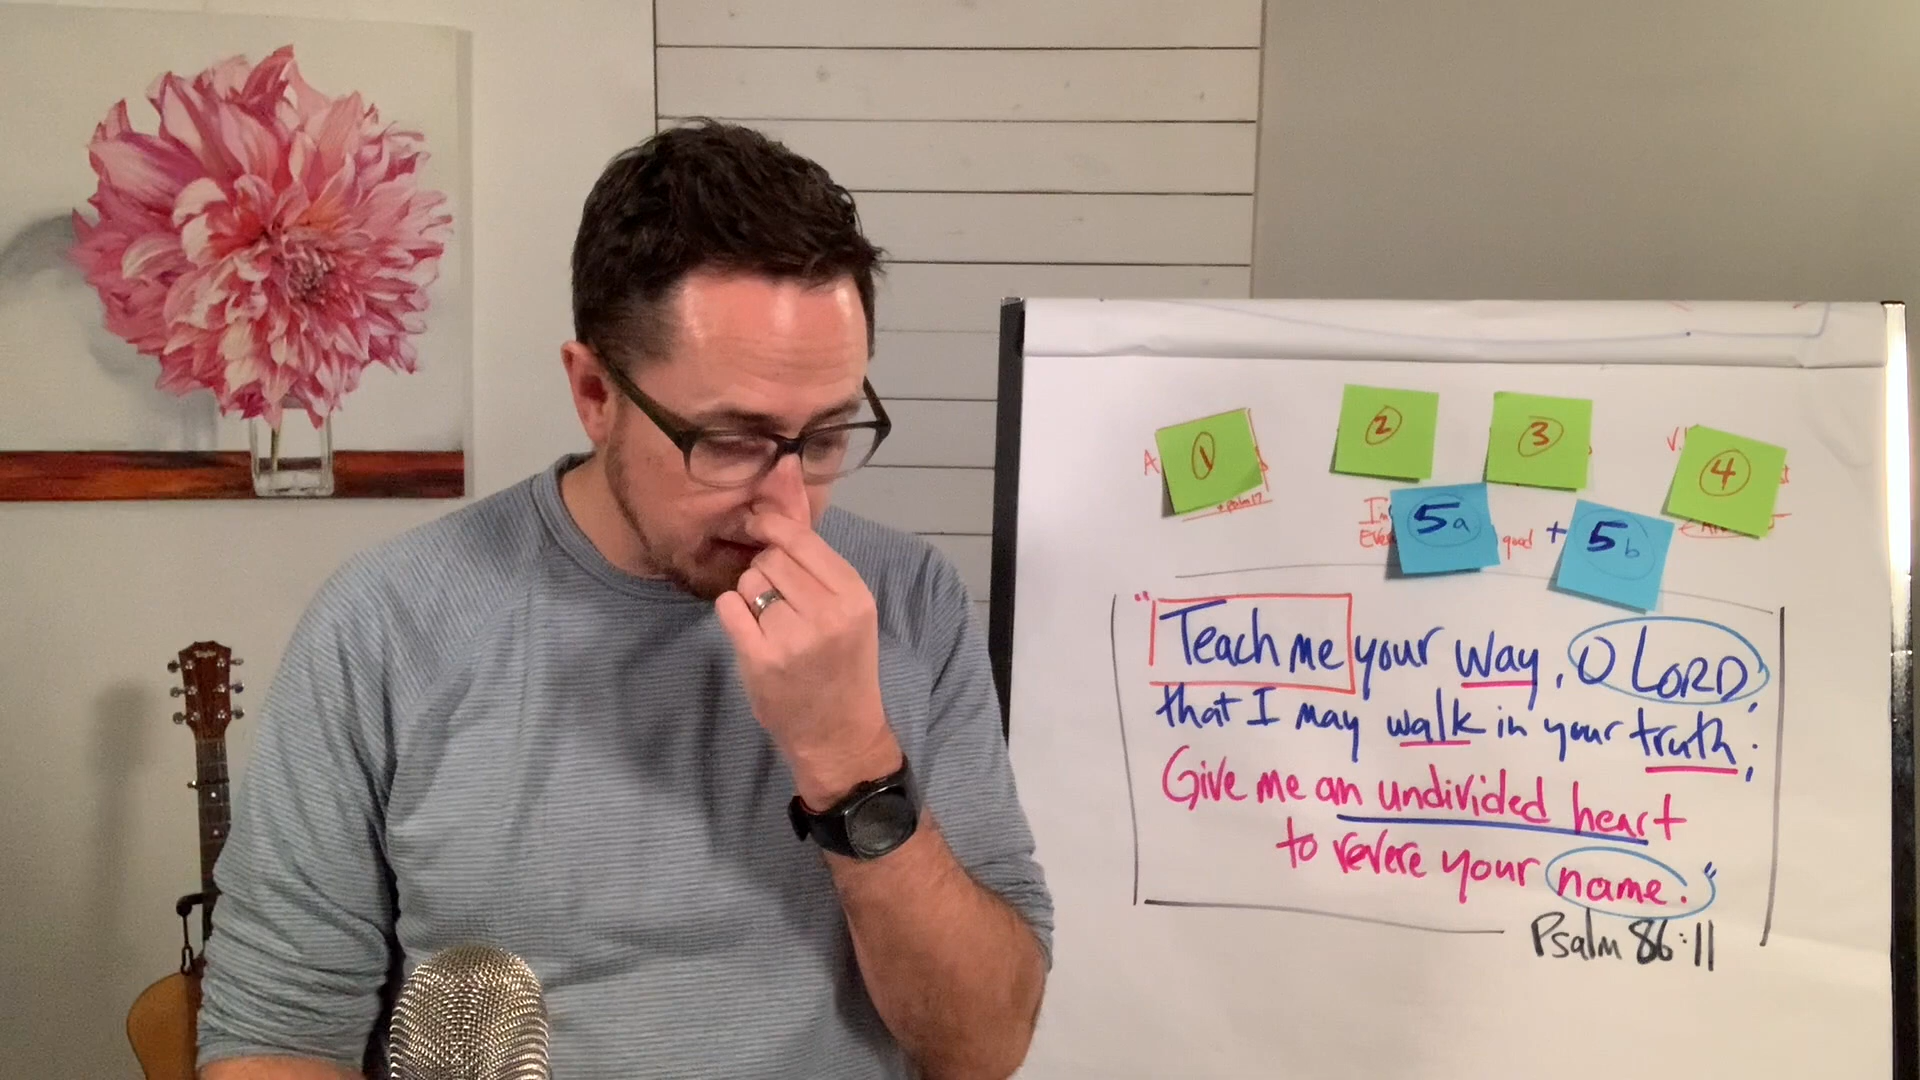 1
2
3
4
5a
5b
good +
"Teach me your way, O LORD,
that I may walk in your truth;
Give me an undivided heart
to revere your name."
Psalm 86:11